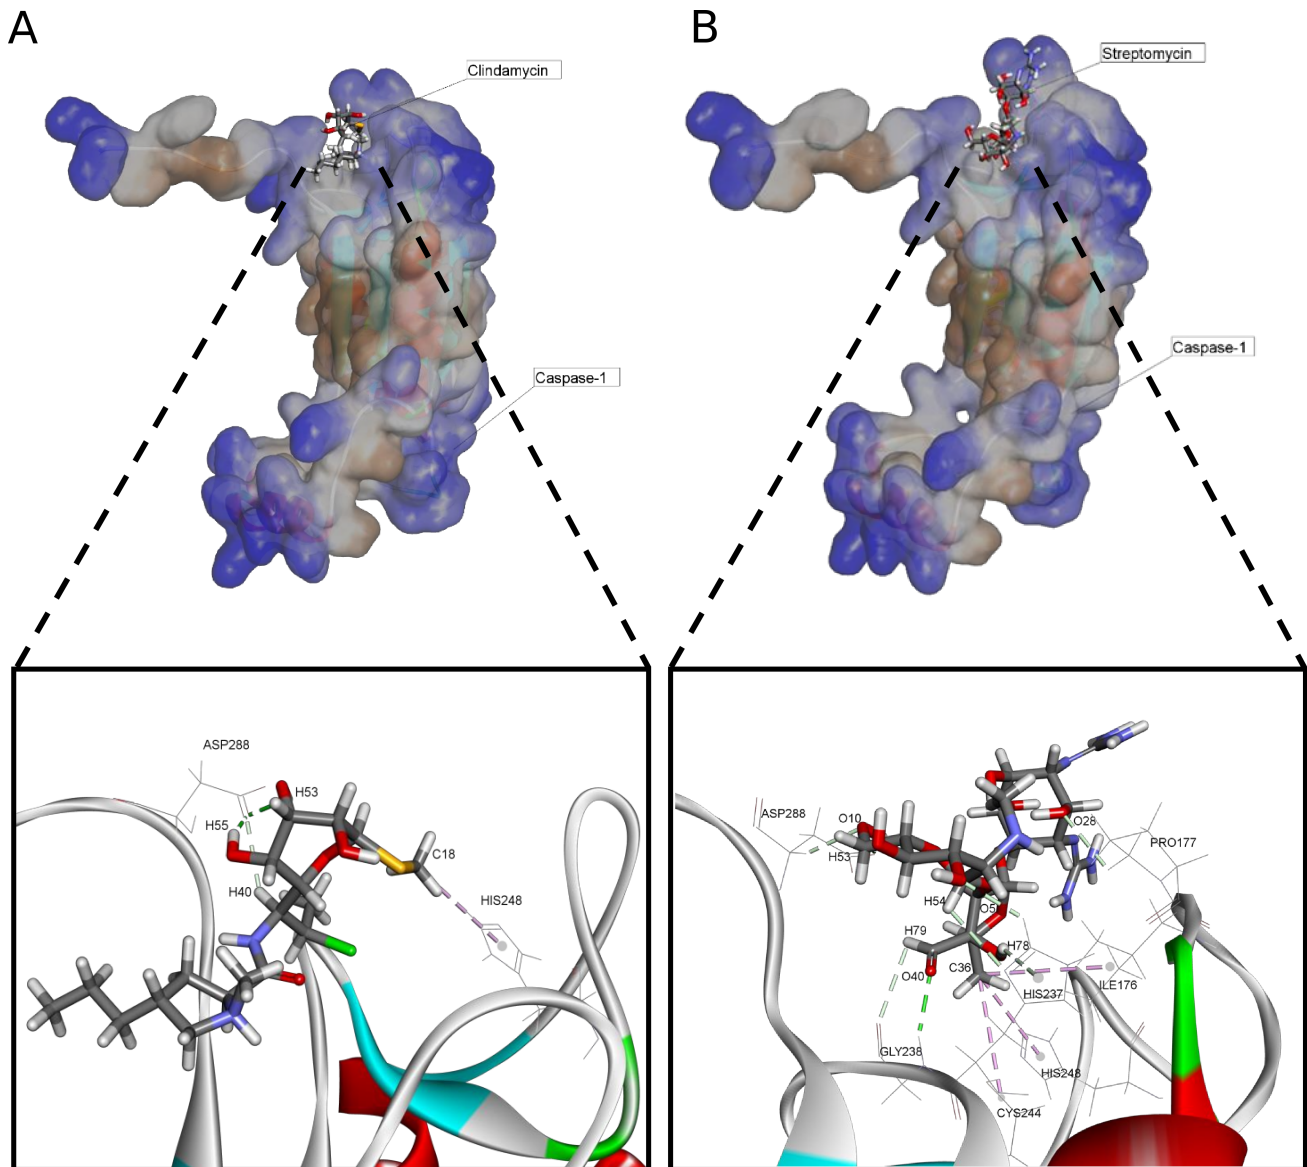 A
B
Clindamycin
Streptomycin
Caspase-1
Caspase-1
ASP288
H53
H55
C18
H40
HIS248
ASP288
O10
H53
O28
PRO177
H54
H79
H78
C36
O40
ILE176
HIS237
GLY238
HIS248
CYS244